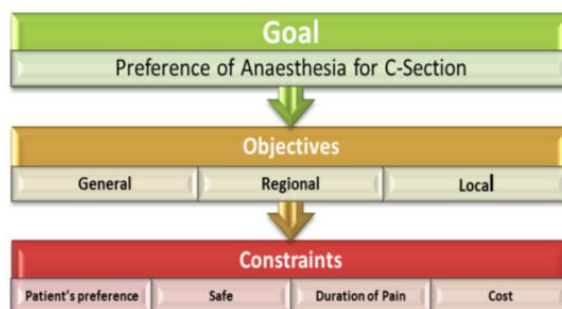 Goal
Preference of Anaesthesia for C-Section
Objectives
General Regional Local
Constraints
Patient's preference Safe Duration of Pain Cost